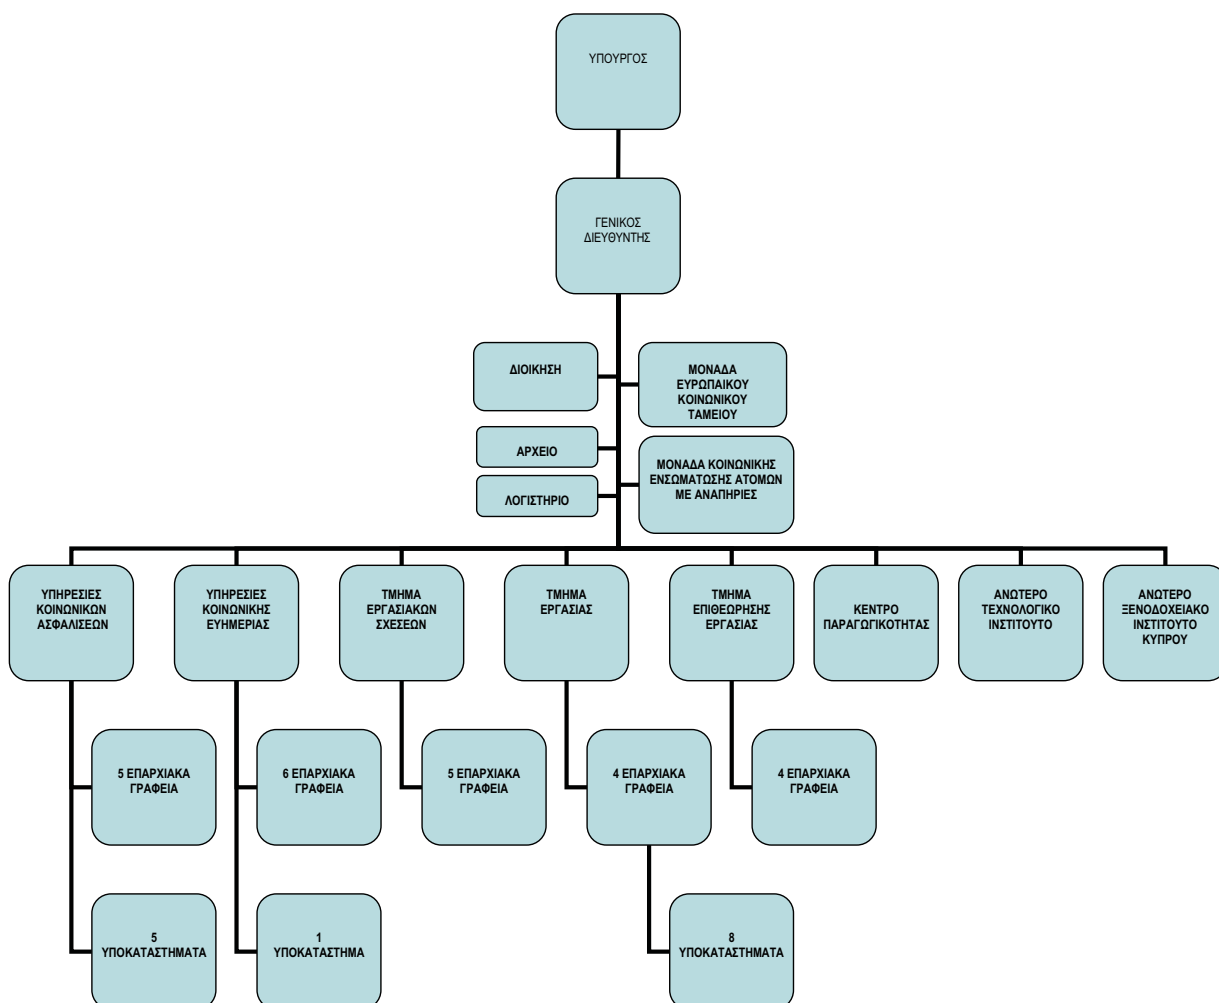 ΥΠΟΥΡΓΟΣ
ΓΕΝΙΚΟΣ
ΔΙΕΥΘΥΝΤΗΣ
ΔΙΟΙΚΗΣΗ
ΜΟΝΑΔΑ
ΕΥΡΩΠΑΙΚΟΥ
ΚΟΙΝΩΝΙΚΟΥ
ΤΑΜΕΙΟΥ
ΑΡΧΕΙΟ
ΛΟΓΙΣΤΗΡΙΟ
ΜΟΝΑΔΑ ΚΟΙΝΩΝΙΚΗΣ
ΕΝΣΩΜΑΤΩΣΗΣ ΑΤΟΜΩΝ
ΜΕ ΑΝΑΠΗΡΙΕΣ
ΥΠΗΡΕΣΙΕΣ
ΚΟΙΝΩΝΙΚΩΝ
ΑΣΦΑΛΙΣΕΩΝ
ΥΠΗΡΕΣΙΕΣ
ΚΟΙΝΩΝΙΚΗΣ
ΕΥΗΜΕΡΙΑΣ
ΤΜΗΜΑ
ΕΡΓΑΣΙΑΚΩΝ
ΣΧΕΣΕΩΝ
ΤΜΗΜΑ
ΕΡΓΑΣΙΑΣ
ΤΜΗΜΑ
ΕΠΙΘΕΩΡΗΣΗΣ
ΕΡΓΑΣΙΑΣ
ΚΕΝΤΡΟ
ΠΑΡΑΓΩΓΙΚΟΤΗΤΑΣ
ΑΝΩΤΕΡΟ
ΤΕΧΝΟΛΟΓΙΚΟ
ΙΝΣΤΙΤΟΥΤΟ
ΑΝΩΤΕΡΟ
ΞΕΝΟΔΟΧΕΙΑΚΟ
ΙΝΣΤΙΤΟΥΤΟ
ΚΥΠΡΟΥ
5 ΕΠΑΡΧΙΑΚΑ
ΓΡΑΦΕΙΑ
6 ΕΠΑΡΧΙΑΚΑ
ΓΡΑΦΕΙΑ
5 ΕΠΑΡΧΙΑΚΑ
ΓΡΑΦΕΙΑ
4 ΕΠΑΡΧΙΑΚΑ
ΓΡΑΦΕΙΑ
4 ΕΠΑΡΧΙΑΚΑ
ΓΡΑΦΕΙΑ
5
ΥΠΟΚΑΤΑΣΤΗΜΑΤΑ
1
ΥΠΟΚΑΤΑΣΤΗΜΑ
8
ΥΠΟΚΑΤΑΣΤΗΜΑΤΑ